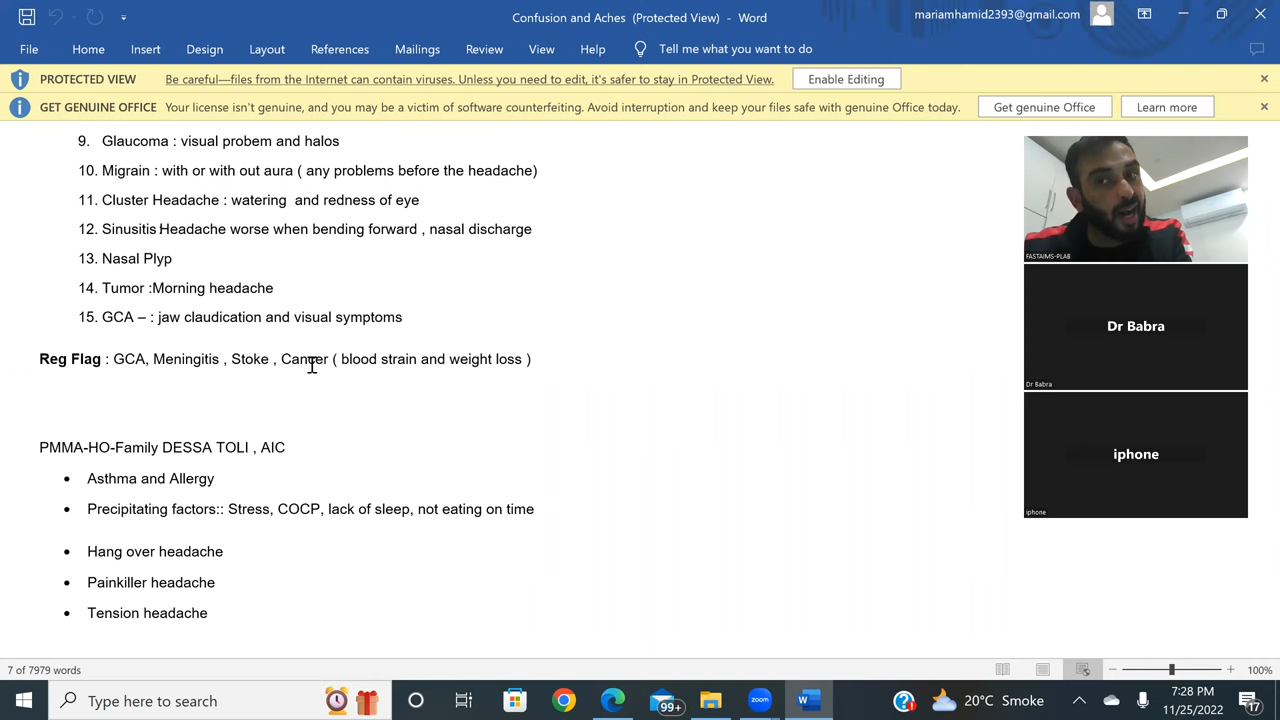 Confusion and Aches (Protected View) - Word
mariamhamid2393@gmail.com
File Home Insert Design Layout References Mailings Review View Help Tell me what you want to do
PROTECTED VIEW Be careful—files from the Internet can contain viruses. Unless you need to edit, it's safer to stay in Protected View. Enable Editing
GET GENUINE OFFICE Your license isn't genuine, and you may be a victim of software counterfeiting. Avoid interruption and keep your files safe with genuine Office today. Get genuine Office Learn more
9. Glaucoma : visual probem and halos
10. Migrain : with or with out aura ( any problems before the headache)
11. Cluster Headache : watering and redness of eye
12. Sinusitis Headache worse when bending forward , nasal discharge
13. Nasal Plyp
14. Tumor :Morning headache
15. GCA – : jaw claudication and visual symptoms
Reg Flag : GCA, Meningitis , Stoke , Cancer ( blood strain and weight loss )
PMMA-HO-Family DESSA TOLI , AIC
• Asthma and Allergy
• Precipitating factors:: Stress, COCP, lack of sleep, not eating on time
• Hang over headache
• Painkiller headache
• Tension headache
FASTAIMS-PLAB
Dr Babra
Dr Babra
iphone
iphone
7 of 7979 words
100%
Type here to search
99+
zoom
20°C Smoke
7:28 PM
11/25/2022
17